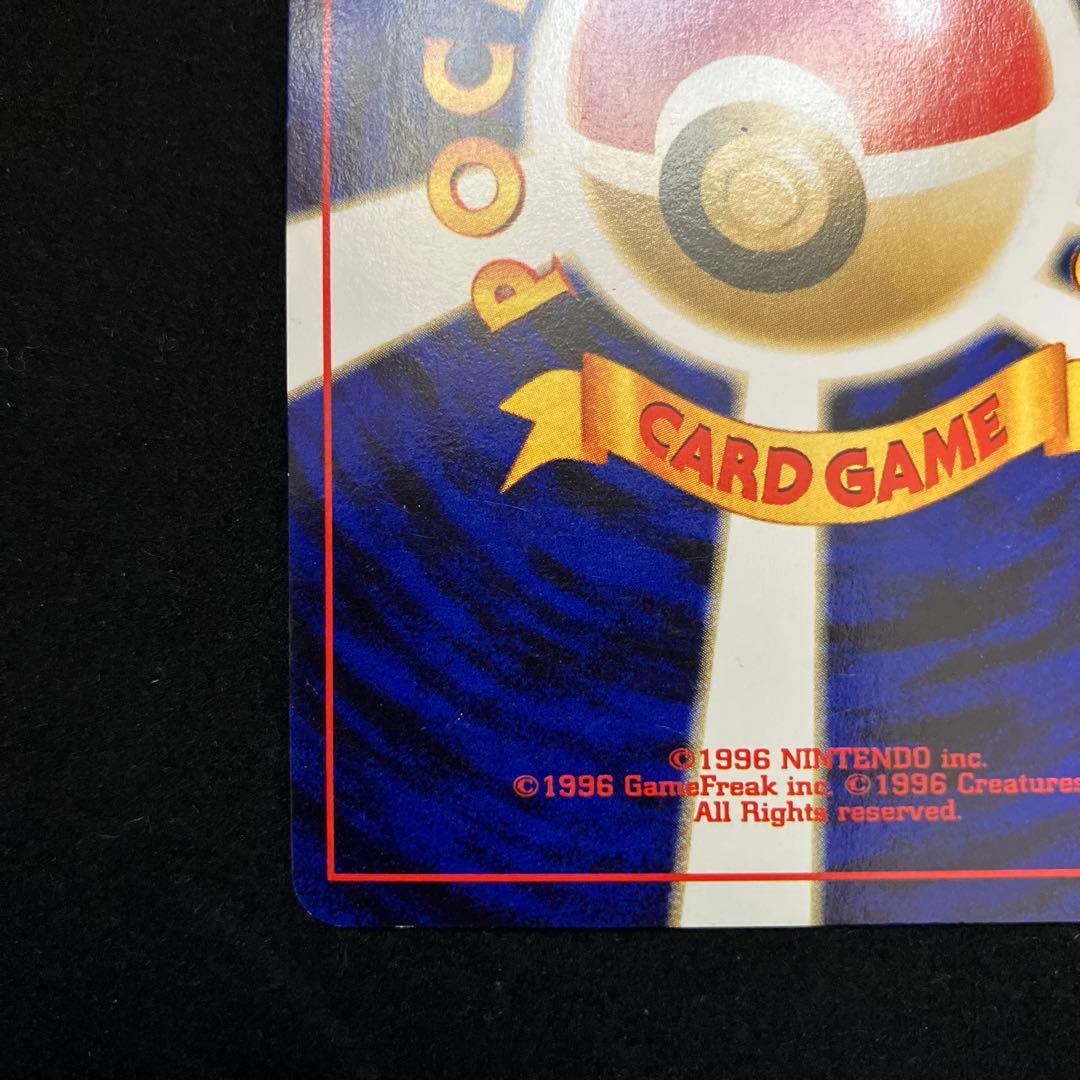 POC
CARD GAME
©1996 NINTENDO inc.
©1996 GameFreak inc. ©1996 Creatures
All Rights reserved.